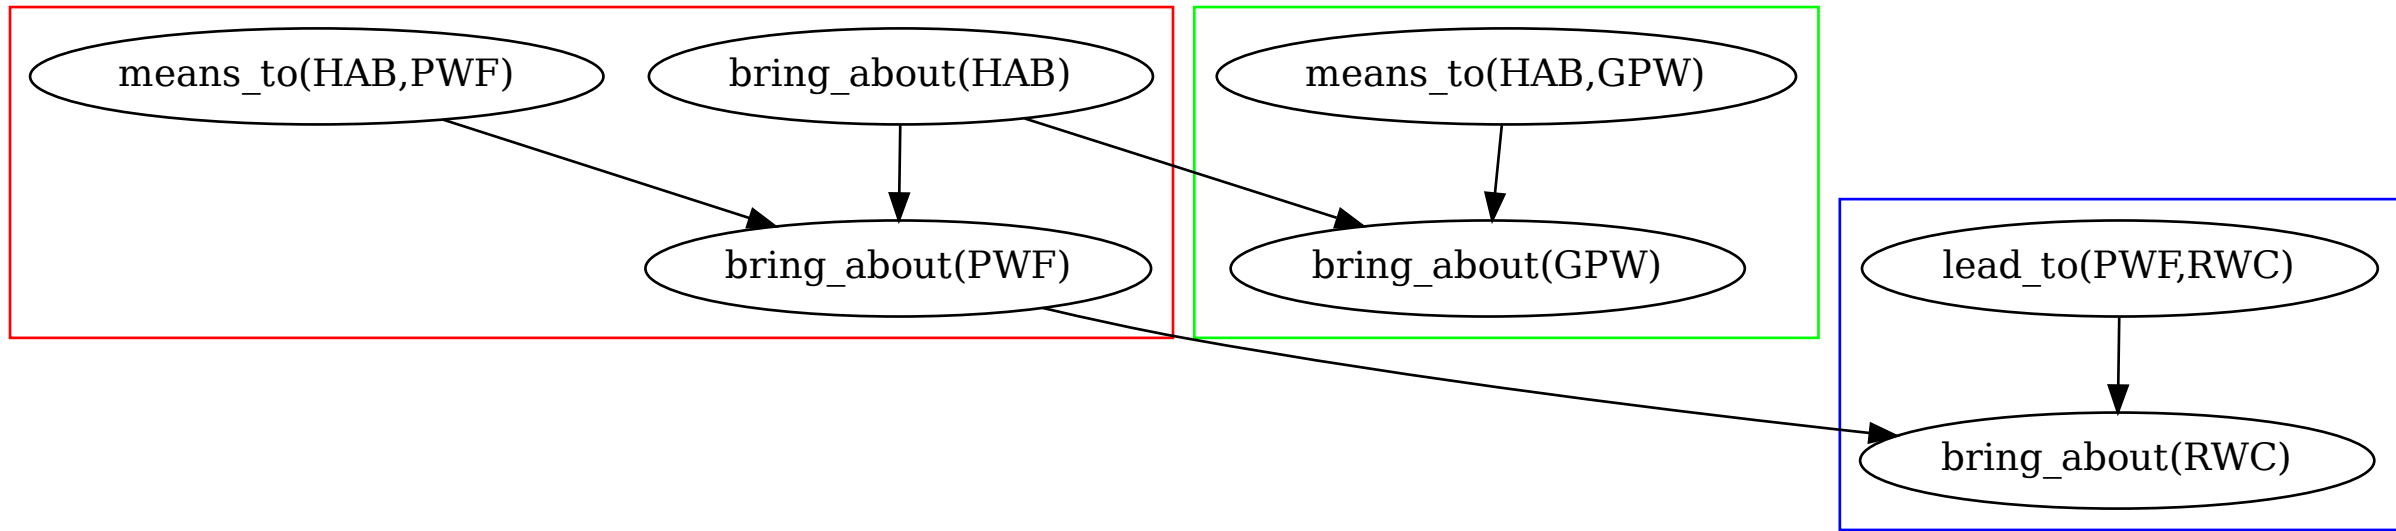 means_to(HAB,PWF)
bring_about(HAB)
means_to(HAB,GPW)
bring_about(PWF)
bring_about(GPW)
lead_to(PWF,RWC)
bring_about(RWC)